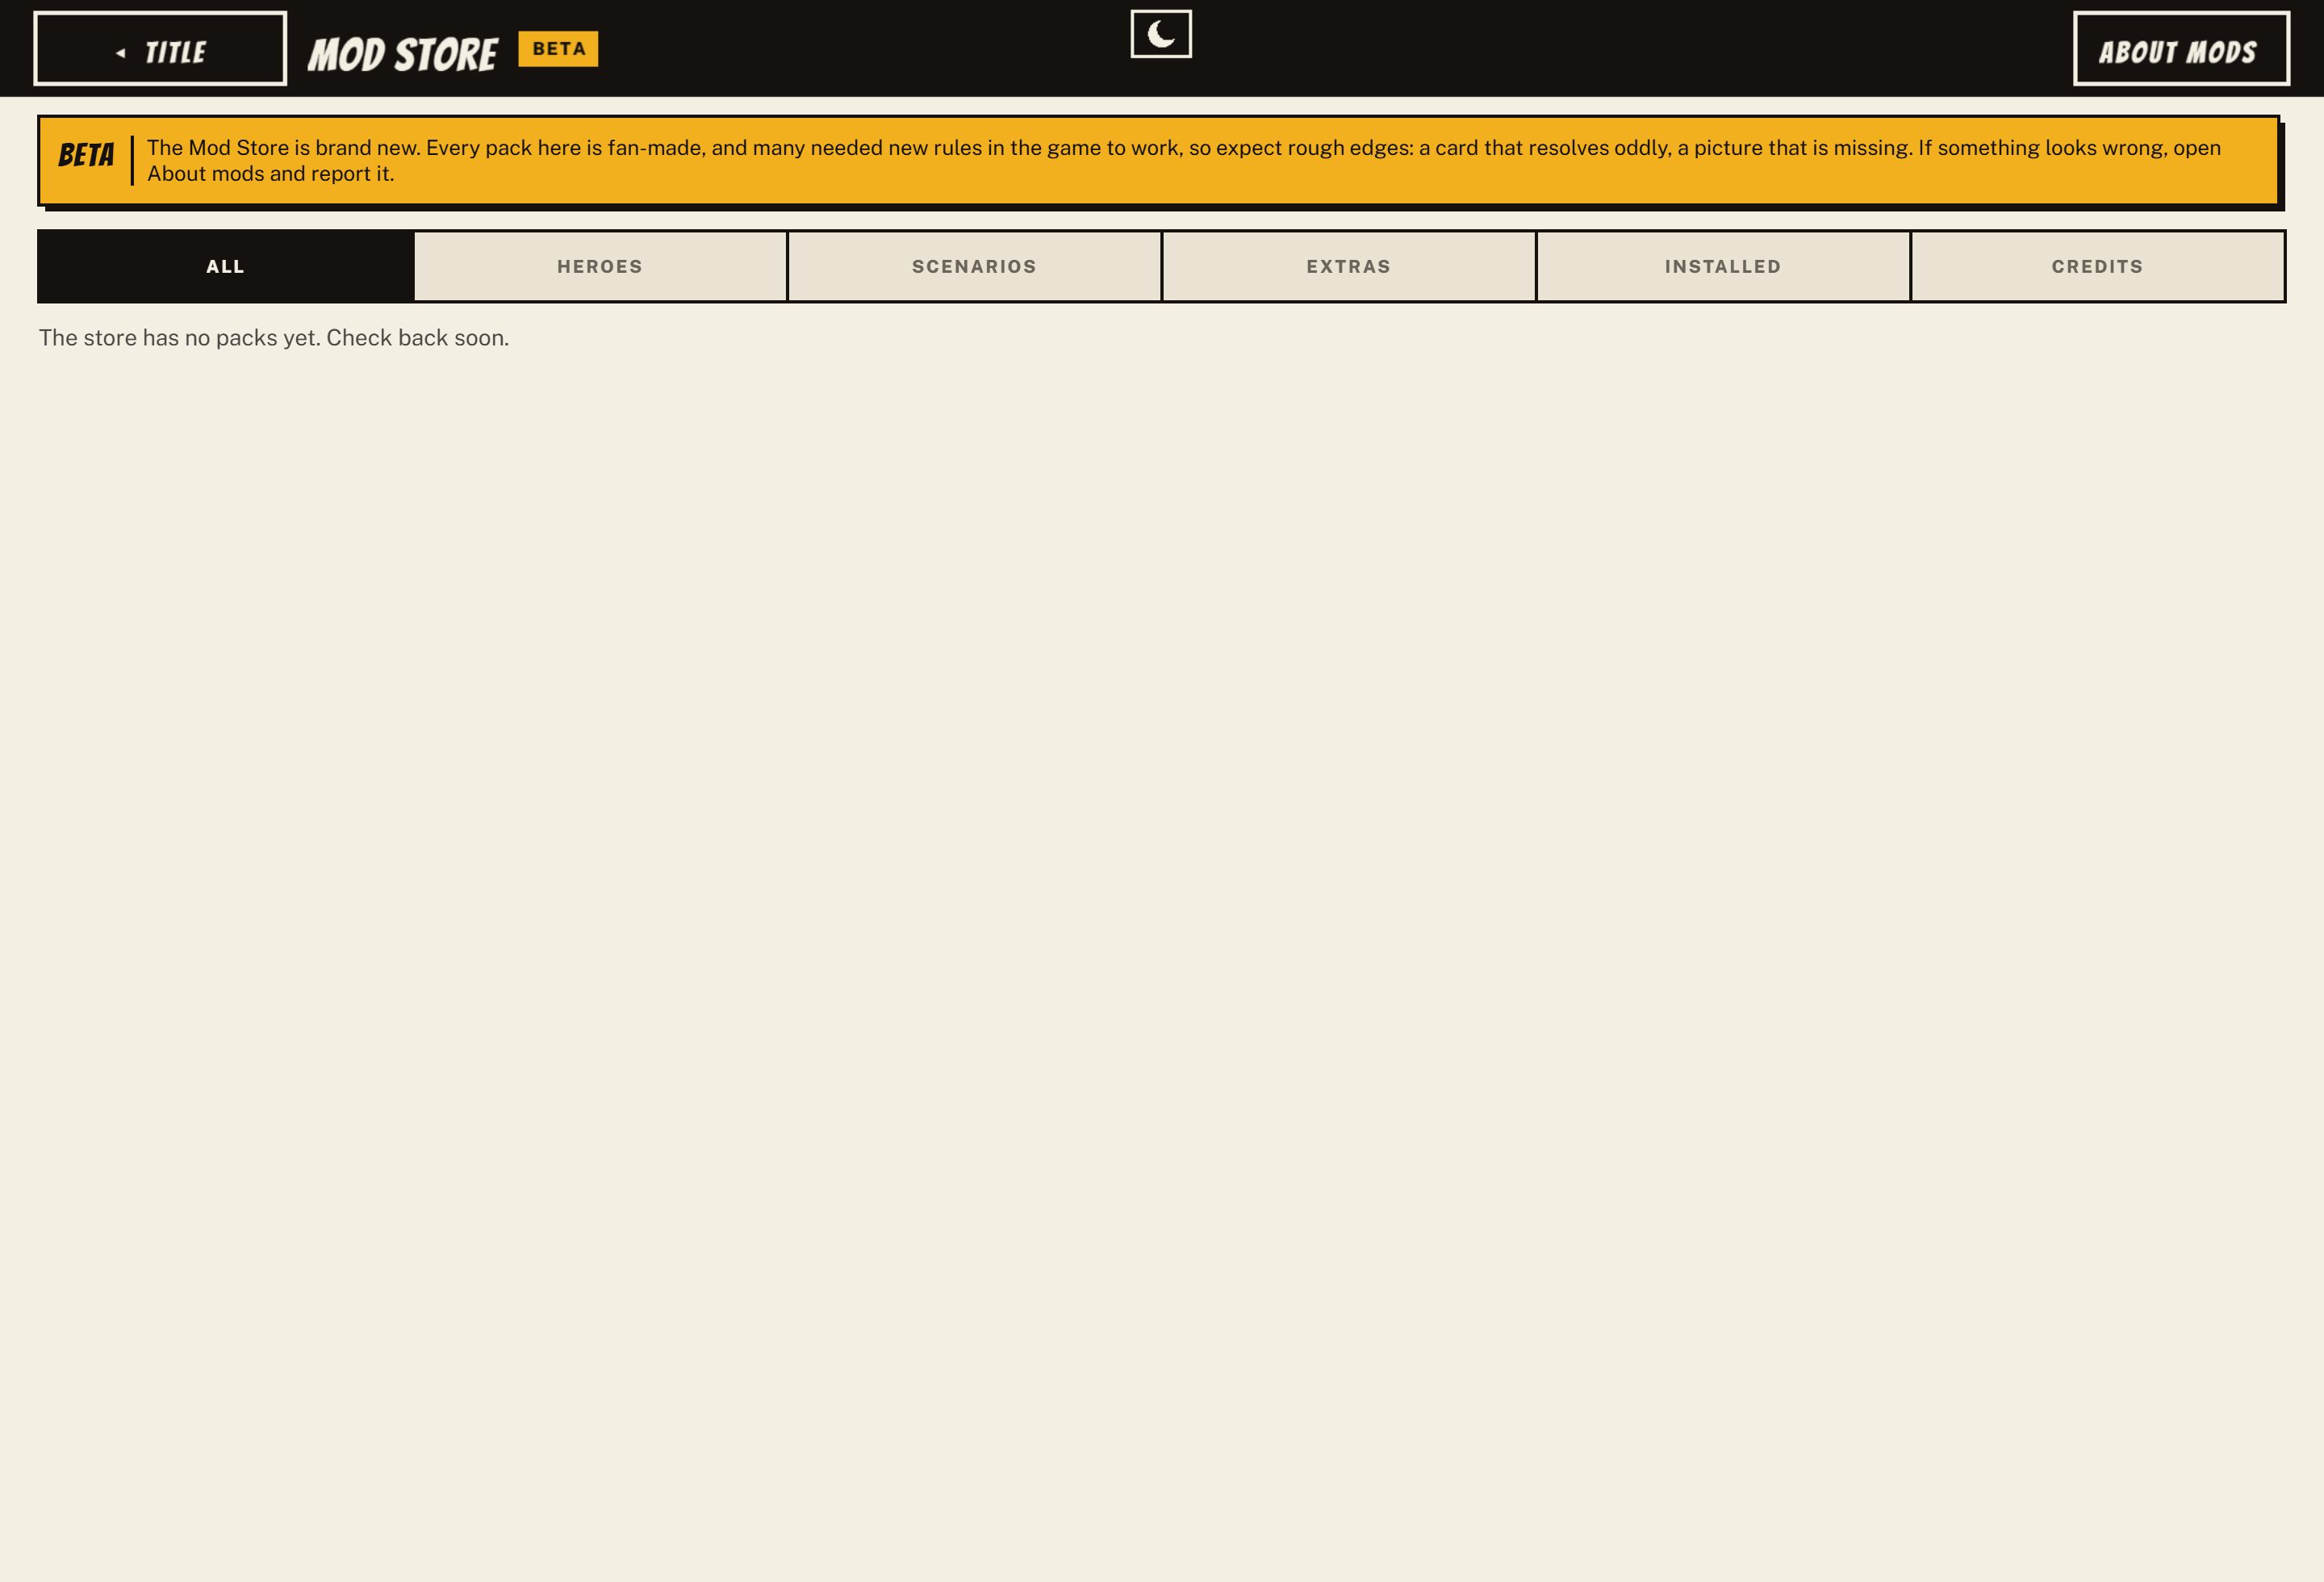 ◂ TITLE
MOD STORE
BETA
ABOUT MODS
BETA
The Mod Store is brand new. Every pack here is fan-made, and many needed new rules in the game to work, so expect rough edges: a card that resolves oddly, a picture that is missing. If something looks wrong, open
About mods and report it.
ALL
HEROES
SCENARIOS
EXTRAS
INSTALLED
CREDITS
The store has no packs yet. Check back soon.